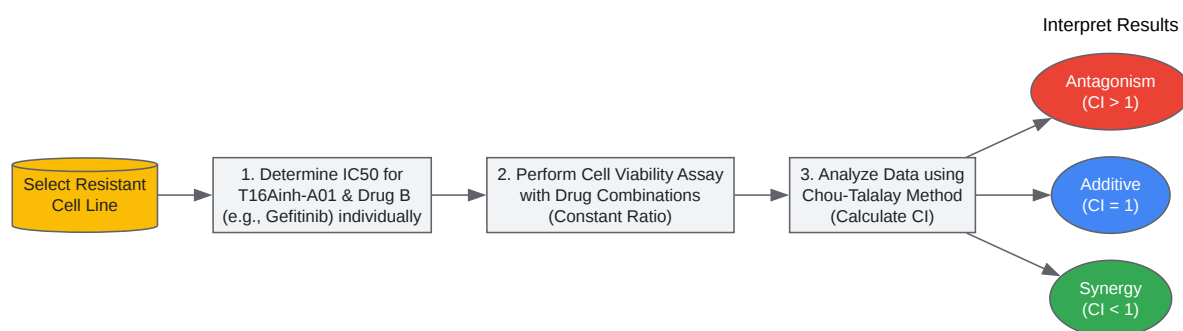 Interpret Results
Antagonism
(CI > 1)
Select Resistant
Cell Line
1. Determine IC50 for
T16Ainh-A01 & Drug B
(e.g., Gefitinib) individually
2. Perform Cell Viability Assay
with Drug Combinations
(Constant Ratio)
3. Analyze Data using
Chou-Talalay Method
(Calculate CI)
Additive
(CI = 1)
Synergy
(CI < 1)